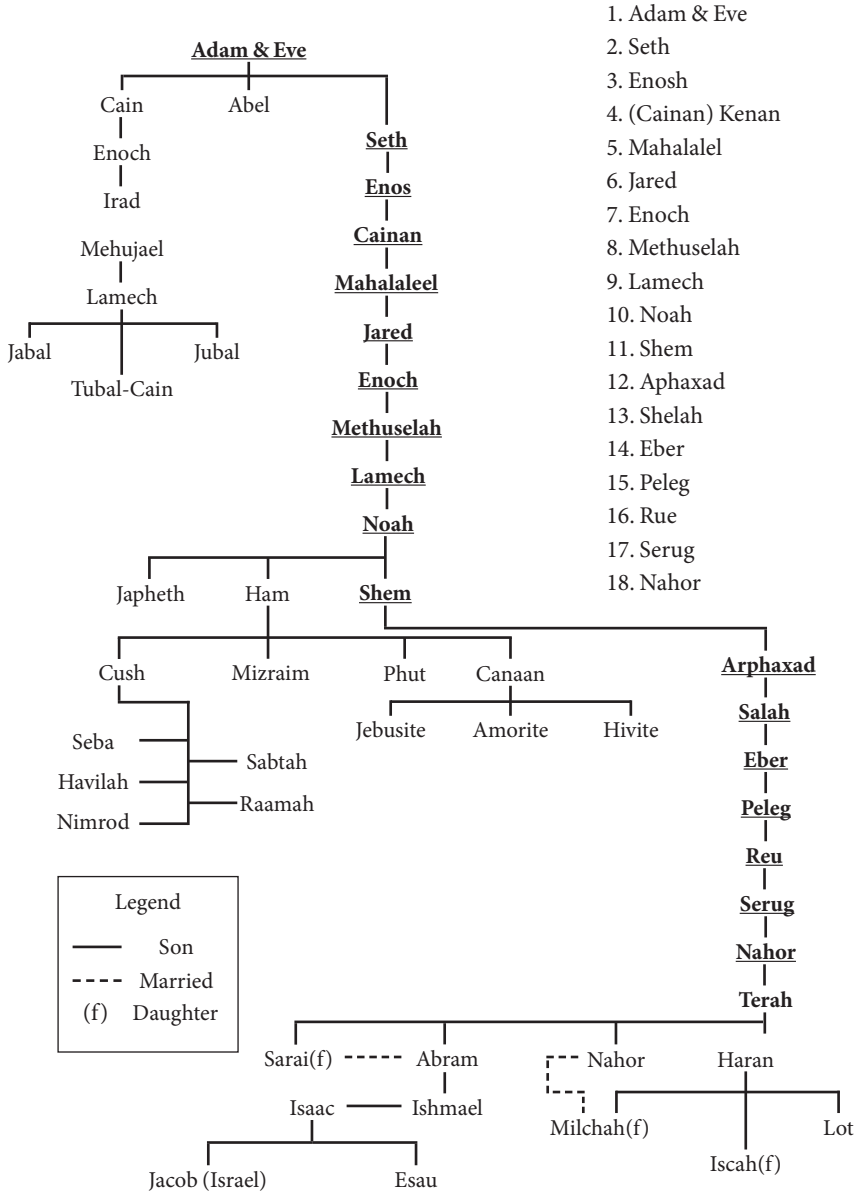 1. Adam & Eve
2. Seth
3. Enosh
4. (Cainan) Kenan
5. Mahalalel
6. Jared
7. Enoch
8. Methuselah
9. Lamech
10. Noah
11. Shem
12. Aphaxad
13. Shelah
14. Eber
15. Peleg
16. Rue
17. Serug
18. Nahor
Adam & Eve
Cain Abel
Seth
Enoch
Enos
Irad
Cainan
Mehujael
Mahalaleel
Lamech
Jared
Jabal Jubal
Enoch
Tubal-Cain
Methuselah
Lamech
Noah
Japheth Ham Shem
Arphaxad
Cush Mizraim Phut Canaan
Salah
Jebusite Amorite Hivite
Seba
Eber
Sabtah
Havilah
Raamah
Peleg
Nimrod
Reu
Serug
Nahor
Terah
Legend
Son
Married
(f) Daughter
Sarai(f) Abram Nahor Haran
Isaac Ishmael
Milchah(f) Lot
Iscah(f)
Jacob (Israel) Esau